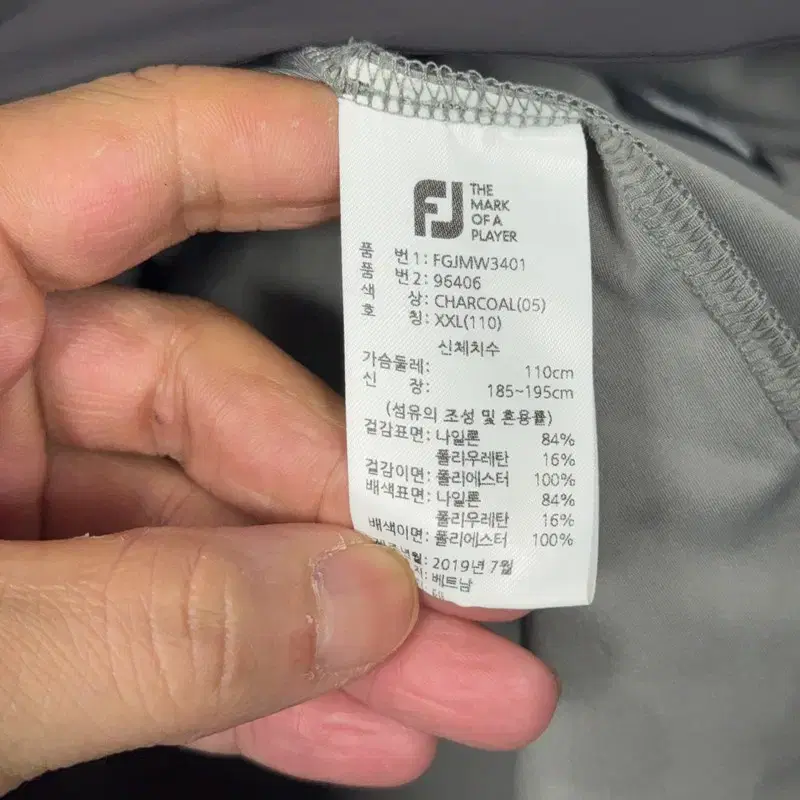 FJ
THE
MARK
OF A
PLAYER
품 번1: FGJMW3401
품 번2: 96406
색 상: CHARCOAL(05)
호 칭: XXL(110)
신체치수
가슴둘레: 110cm
신 장: 185~195cm
(섬유의 조성 및 혼용률)
겉감표면: 나일론 84%
폴리우레탄 16%
겉감이면: 폴리에스터 100%
배색표면: 나일론 84%
폴리우레탄 16%
배색이면: 폴리에스터 100%
2019년 7월
베트남